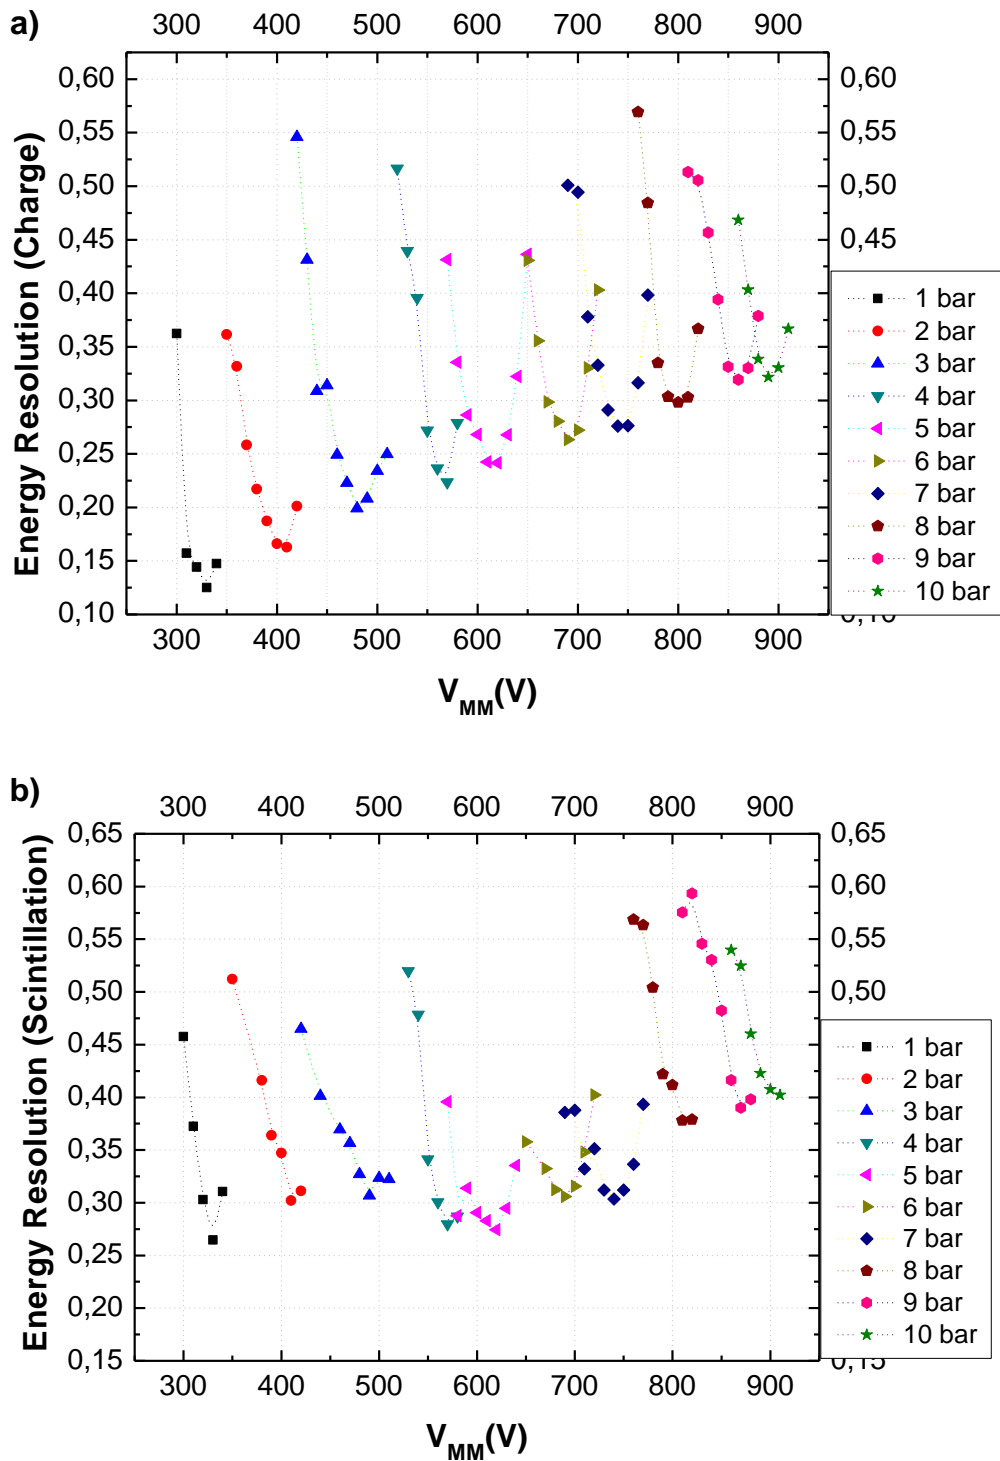 a)
300 400 500 600 700 800 900
0,60 0,60
0,55 0,55
0,50 0,50
0,45 0,45
0,40
0,35
0,30
0,25
0,20
0,15
0,10 0,10
Energy Resolution (Charge)
1 bar
2 bar
3 bar
4 bar
5 bar
6 bar
7 bar
8 bar
9 bar
10 bar
300 400 500 600 700 800 900
VMM(V)
b)
300 400 500 600 700 800 900
0,65 0,65
0,60 0,60
0,55 0,55
0,50 0,50
0,45
0,40
0,35
0,30
0,25
0,20
0,15 0,15
Energy Resolution (Scintillation)
1 bar
2 bar
3 bar
4 bar
5 bar
6 bar
7 bar
8 bar
9 bar
10 bar
300 400 500 600 700 800 900
VMM(V)